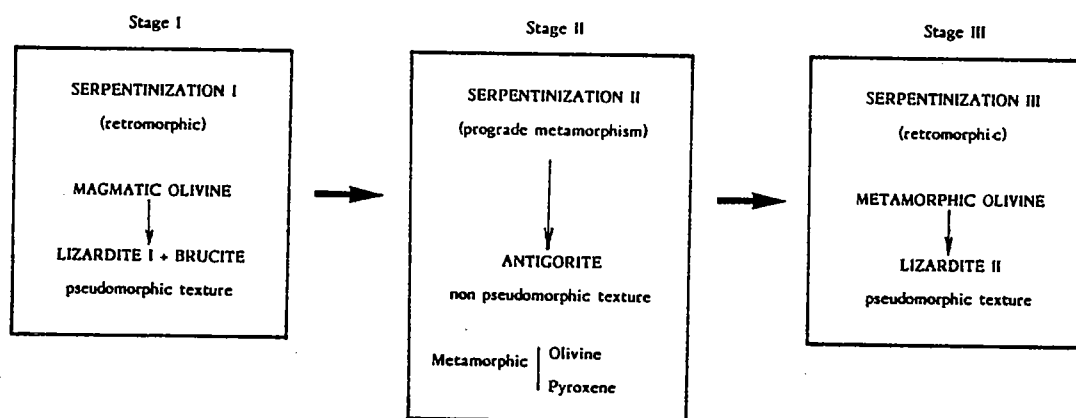 Stage I
SERPENTINIZATION I
(retromorphic)
MAGMATIC OLIVINE
LIZARDITE I + BRUCITE
pseudomorphic texture
Stage II
SERPENTINIZATION II
(prograde metamorphism)
ANTIGORITE
non pseudomorphic texture
Metamorphic
Olivine
Pyroxene
Stage III
SERPENTINIZATION III
(retromorphic)
METAMORPHIC OLIVINE
LIZARDITE II
pseudomorphic texture